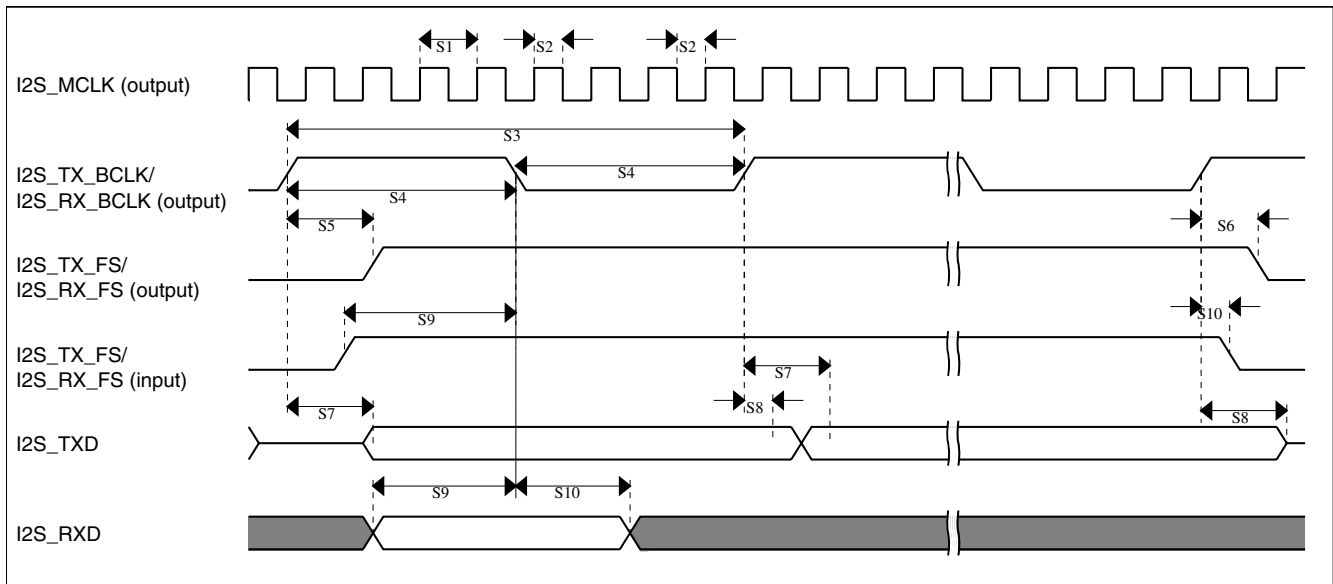 S1
S2
S2
I2S_MCLK (output)
S3
I2S_TX_BCLK/
I2S_RX_BCLK (output)
S4
S4
S5
S6
I2S_TX_FS/
I2S_RX_FS (output)
S9
S10
I2S_TX_FS/
I2S_RX_FS (input)
S7
S7
S8
S8
I2S_TXD
S9
S10
I2S_RXD